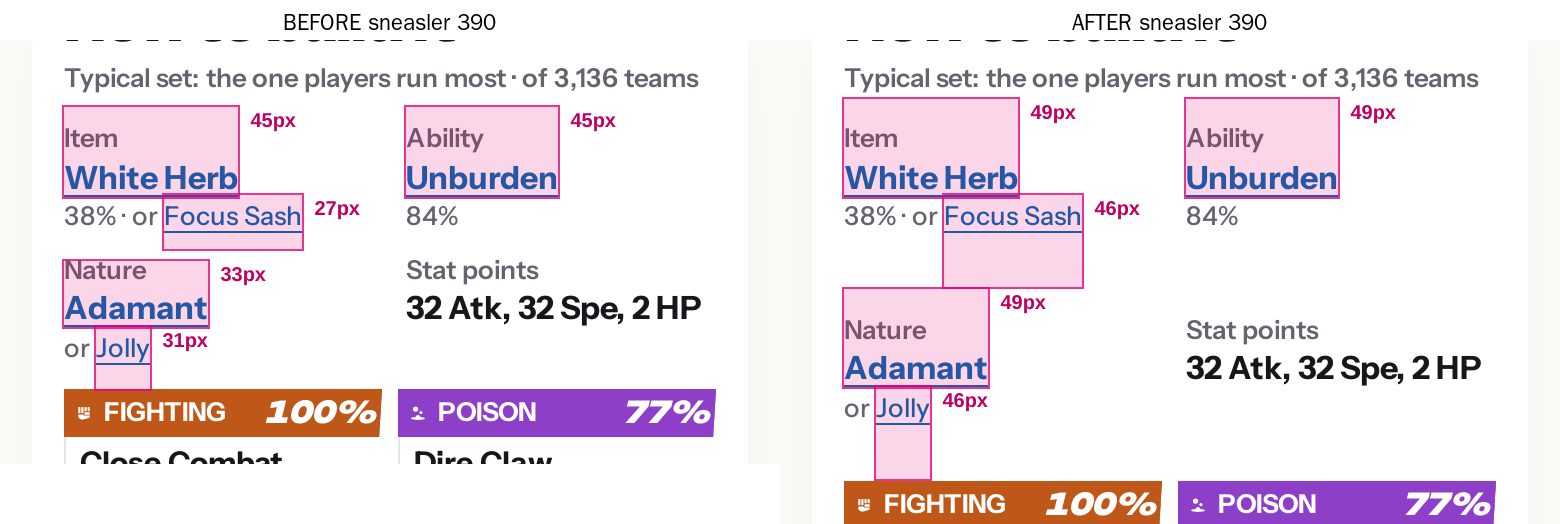 BEFORE sneasler 390
Typical set: the one players run most · of 3,136 teams
Item
45px
Ability
45px
White Herb
Unburden
38% · or Focus Sash
27px
84%
Nature
33px
Stat points
Adamant
32 Atk, 32 Spe, 2 HP
or Jolly
31px
FIGHTING 100%
POISON 77%
Close Combat
Dire Claw
AFTER sneasler 390
Typical set: the one players run most · of 3,136 teams
Item
49px
Ability
49px
White Herb
Unburden
38% · or Focus Sash
46px
84%
Nature
49px
Stat points
Adamant
32 Atk, 32 Spe, 2 HP
or Jolly
46px
FIGHTING 100%
POISON 77%